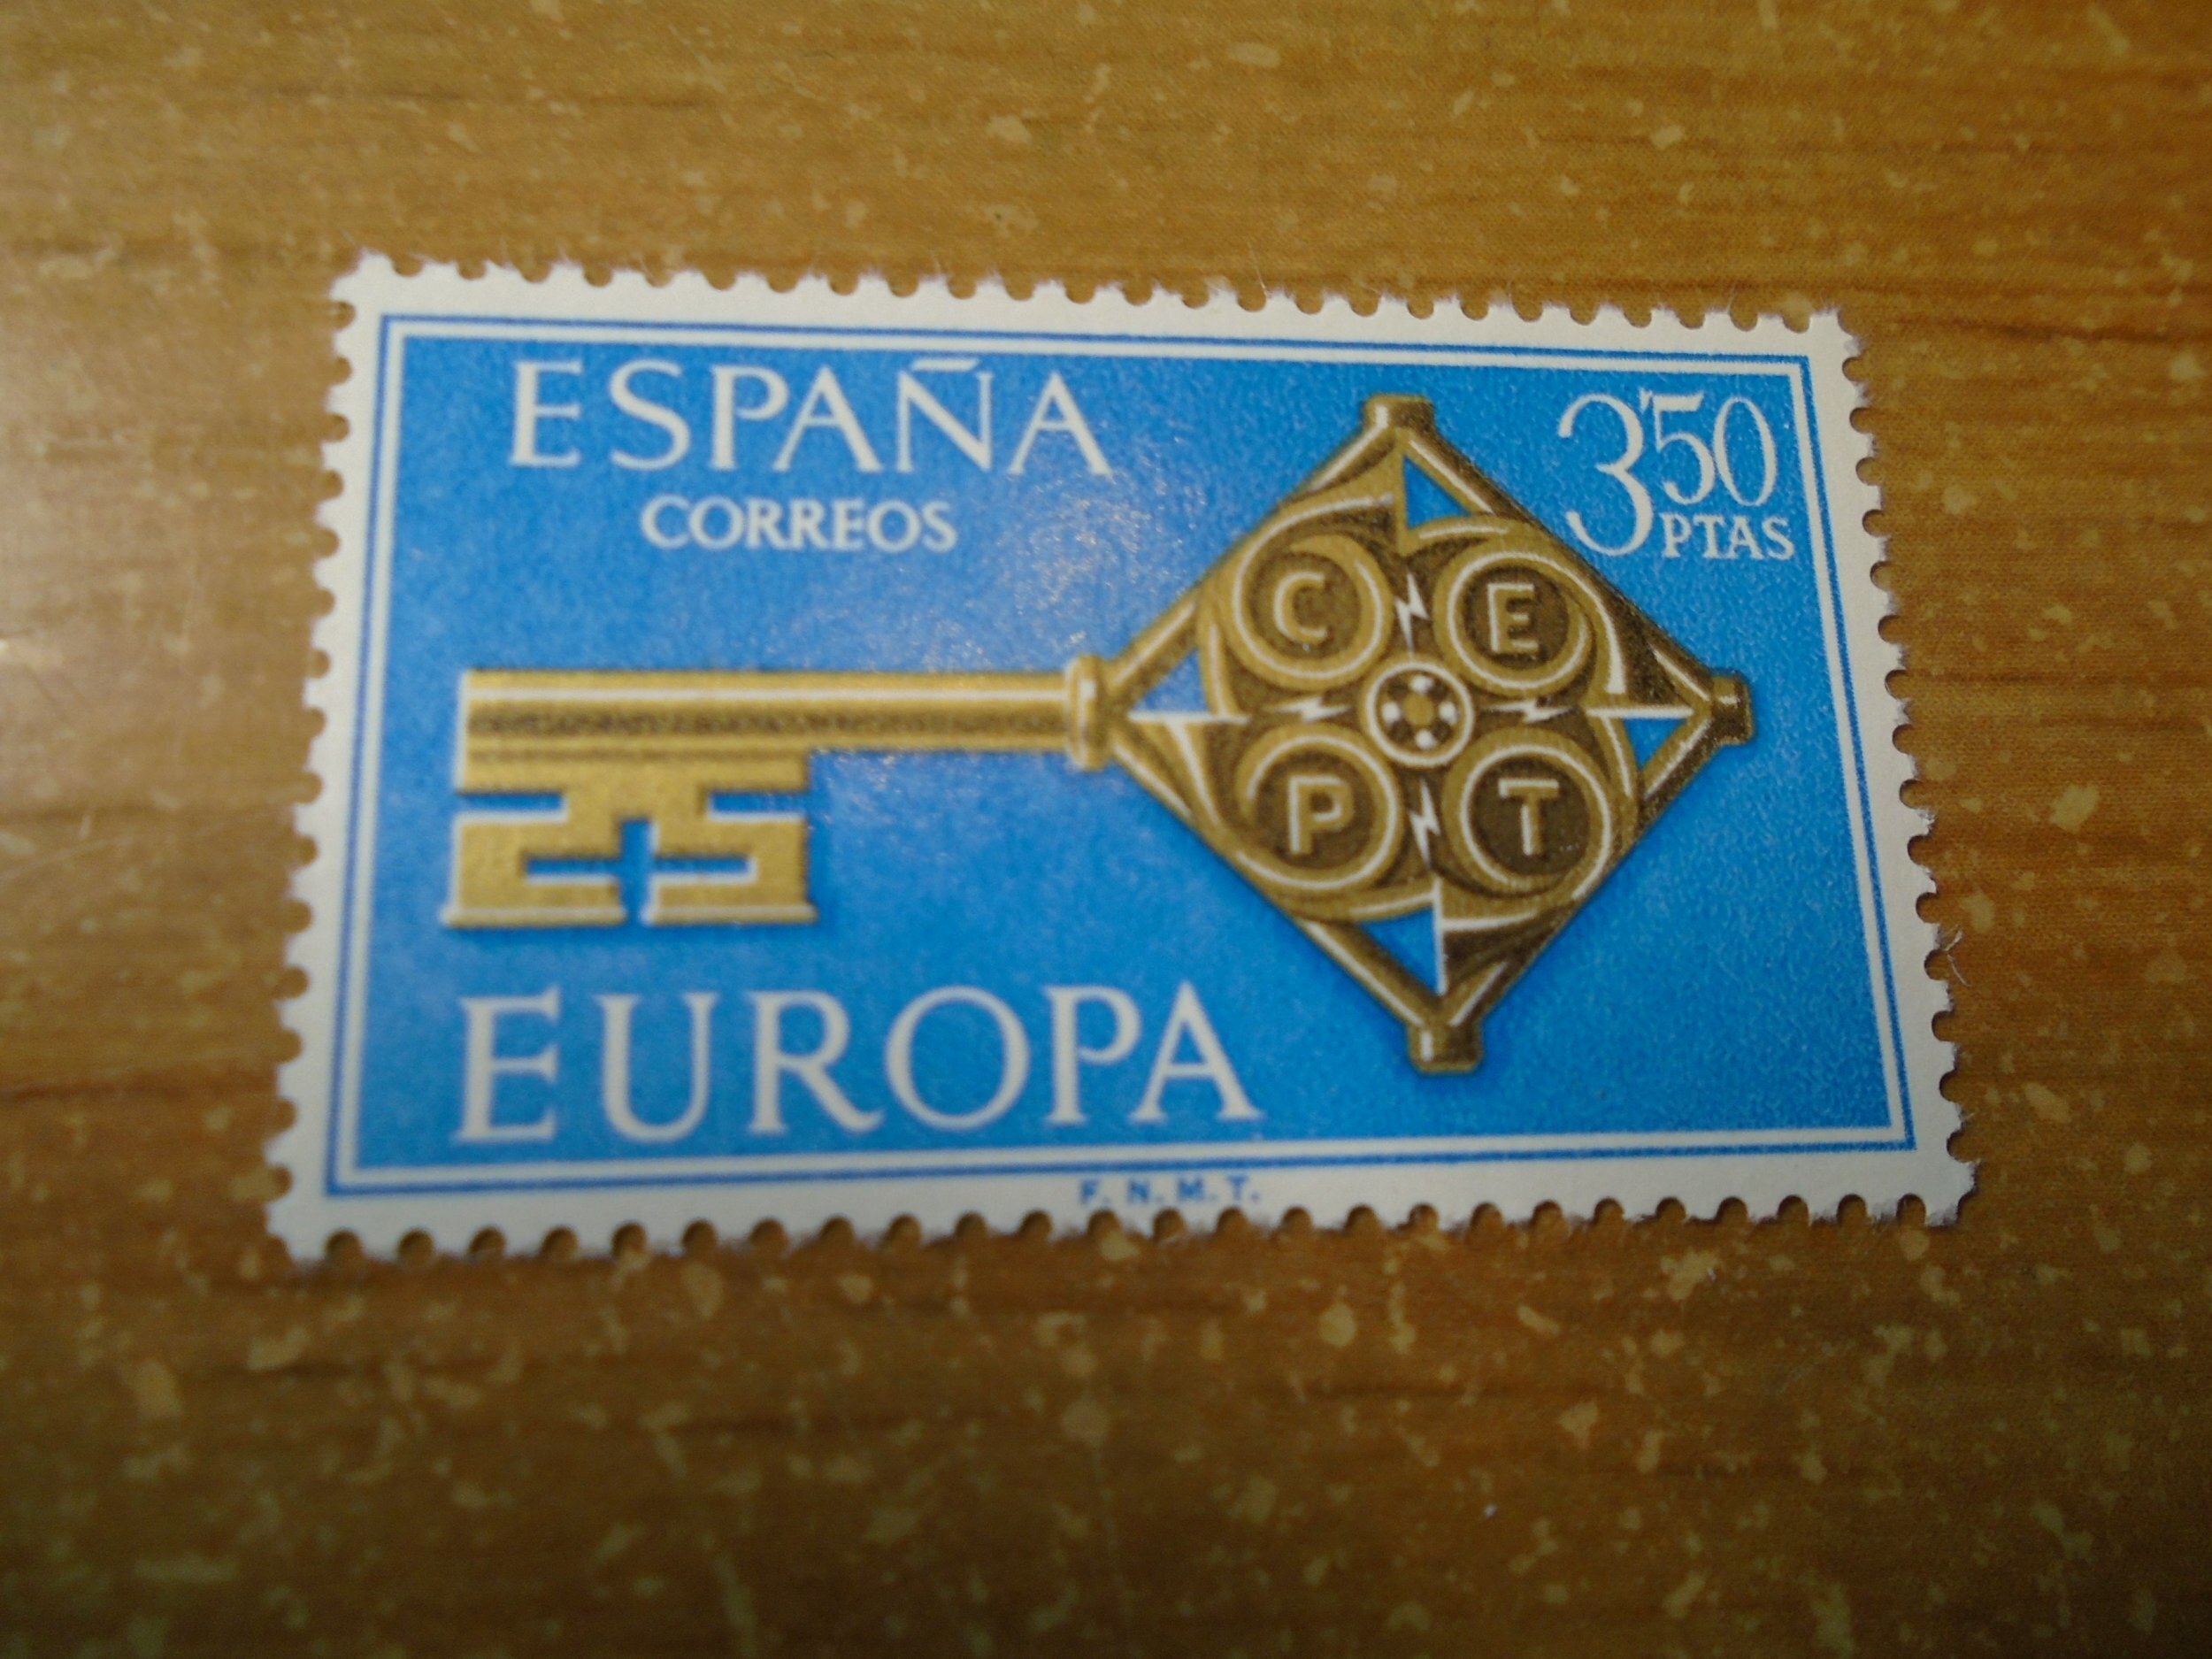 ESPAÑA
CORREOS
3'50
PTAS
C E
P T
EUROPA
F. N. M. T.